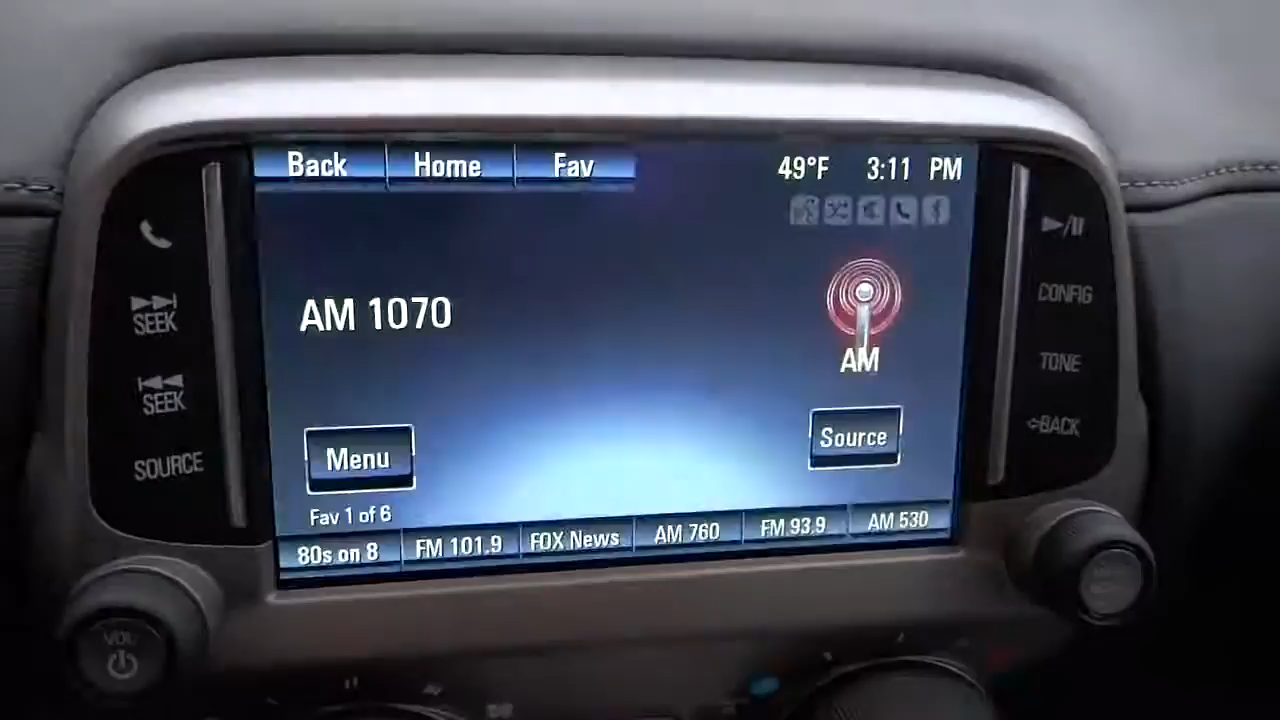 Back Home Fav 49°F 3:11 PM
AM 1070
AM
Menu
Source
Fav 1 of 6
80s on 8 FM 101.9 FOX News AM 760 FM 93.9 AM 530
SEEK
SEEK
SOURCE
VOL
CONFIG
TONE
BACK